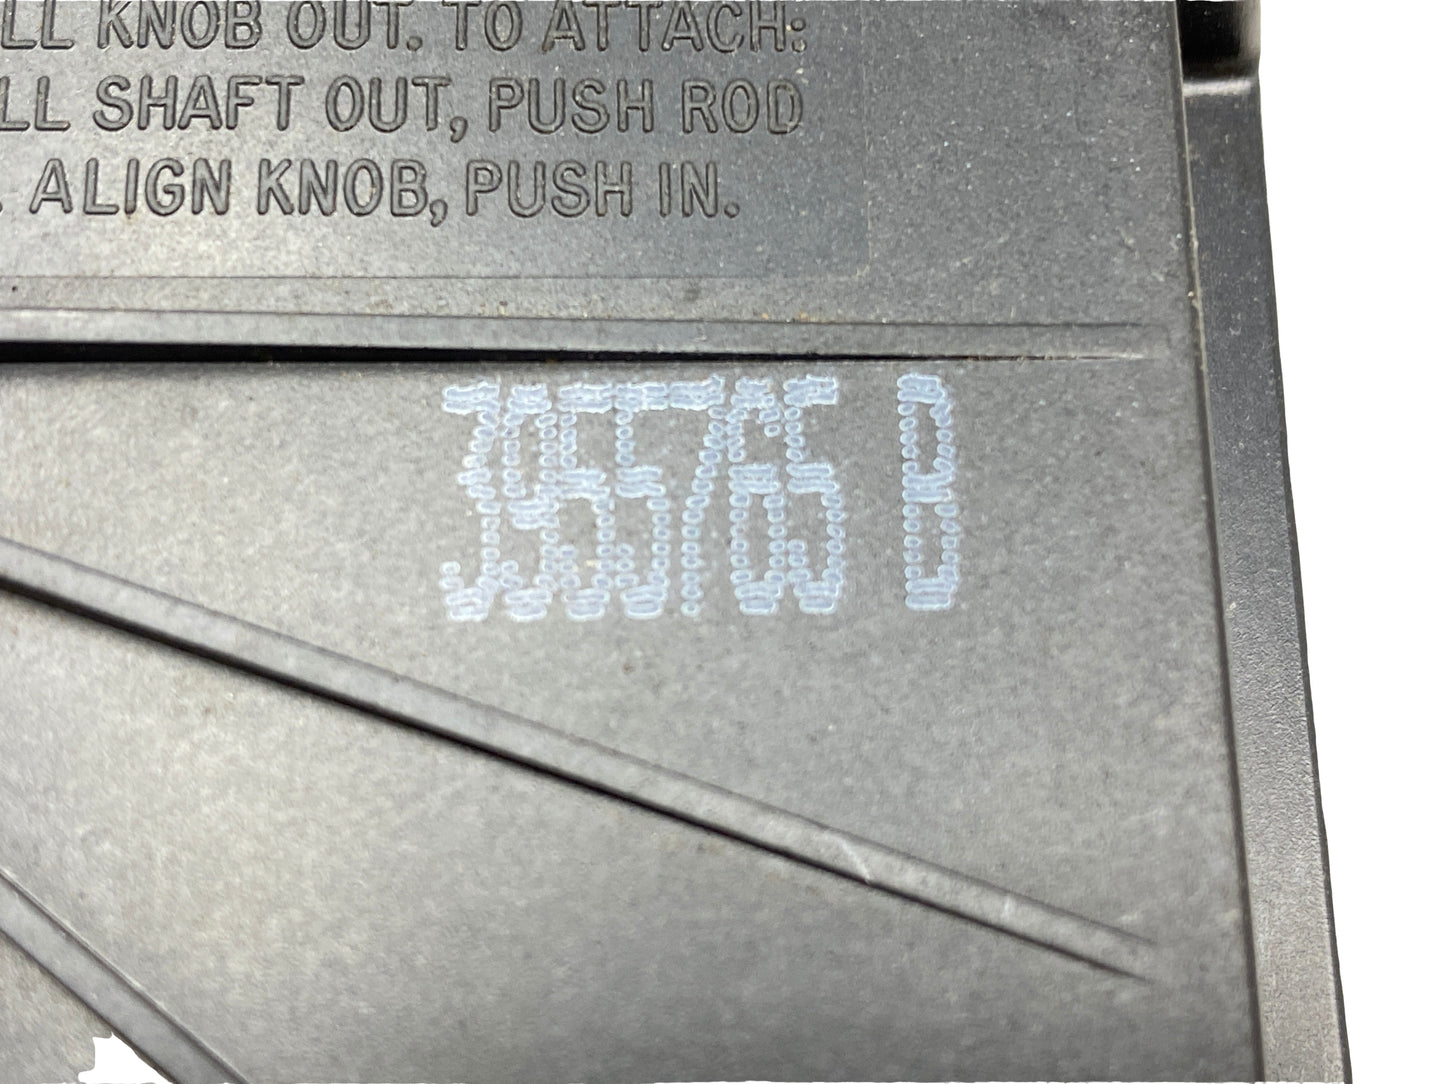 LL KNOB OUT. TO ATTACH:
LL SHAFT OUT, PUSH ROD
. ALIGN KNOB, PUSH IN.
3955765 B